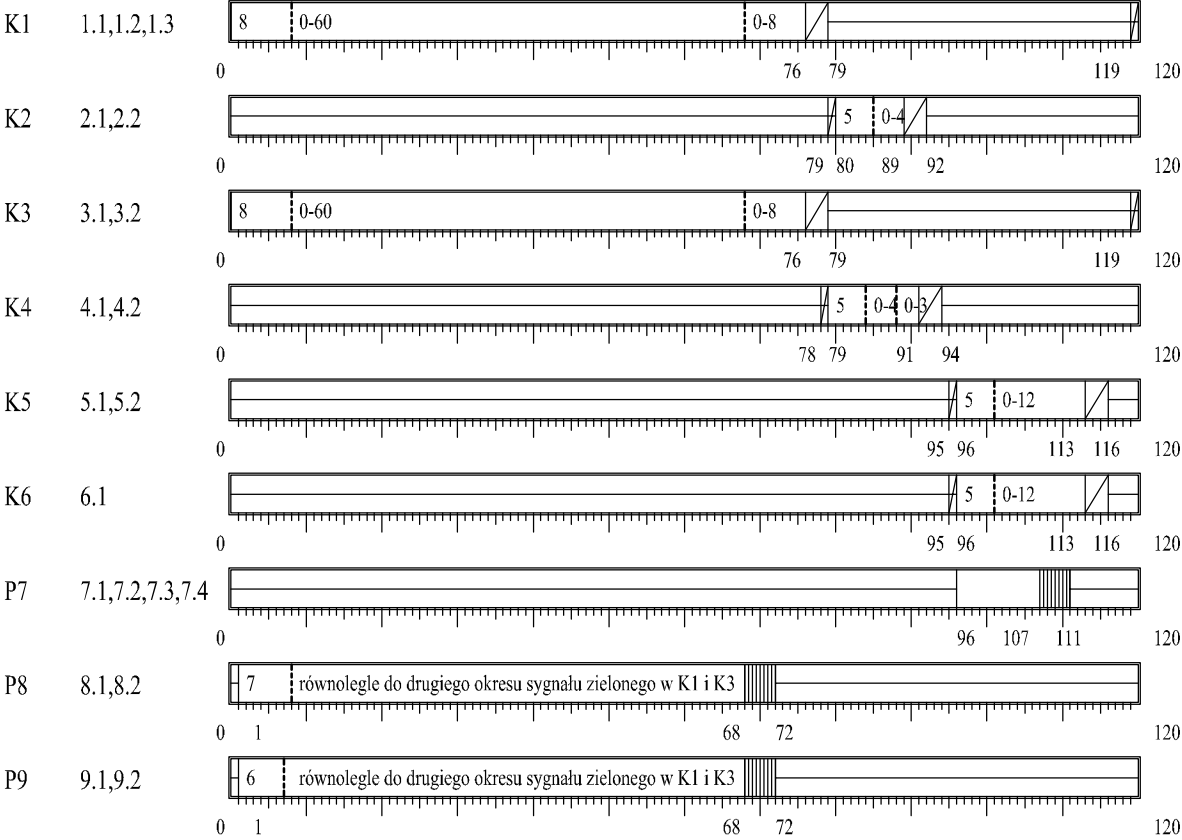 K1 1.1,1.2,1.3 8 0-60 0-8
0 76 79 119 120
K2 2.1,2.2 5 0-4
0 79 80 89 92 120
K3 3.1,3.2 8 0-60 0-8
0 76 79 119 120
K4 4.1,4.2 5 0-4 0-3
0 78 79 91 94 120
K5 5.1,5.2 5 0-12
0 95 96 113 116 120
K6 6.1 5 0-12
0 95 96 113 116 120
P7 7.1,7.2,7.3,7.4
0 96 107 111 120
P8 8.1,8.2 7 równolegle do drugiego okresu sygnału zielonego w K1 i K3
0 1 68 72 120
P9 9.1,9.2 6 równolegle do drugiego okresu sygnału zielonego w K1 i K3
0 1 68 72 120